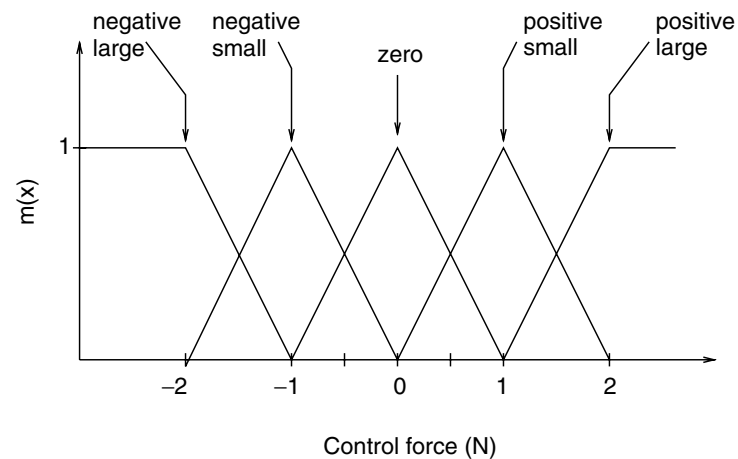 negative
large
negative
small
zero
positive
small
positive
large
1
m(x)
−2 −1 0 1 2
Control force (N)